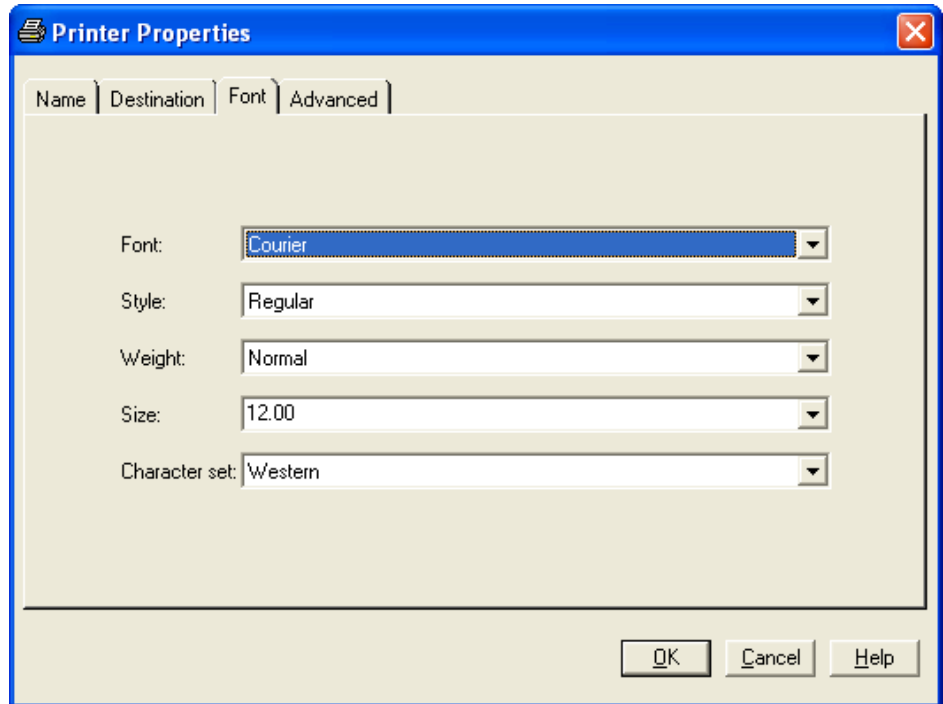 Printer Properties
Name Destination Font Advanced
Font: Courier
Style: Regular
Weight: Normal
Size: 12.00
Character set: Western
OK Cancel Help